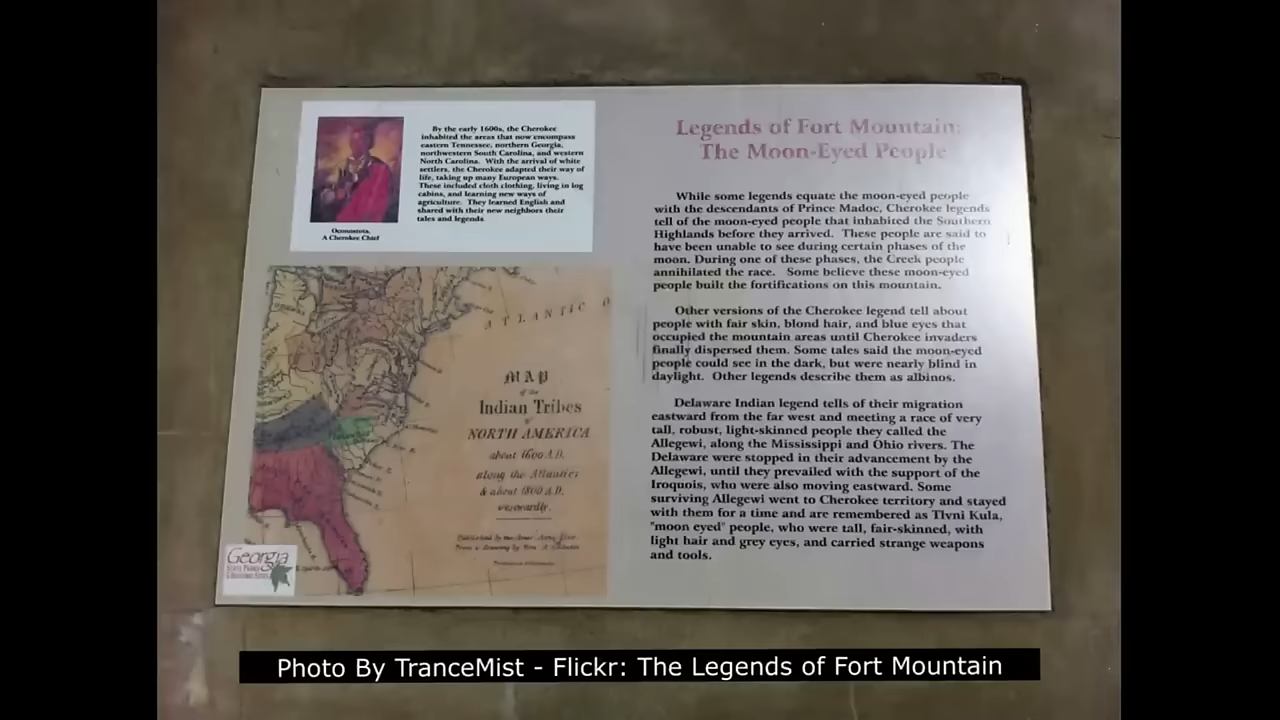 By the early 1600s, the Cherokee
inhabited the areas that now encompass
eastern Tennessee, northern Georgia,
northwestern South Carolina, and western
North Carolina. With the arrival of white
settlers, the Cherokee adapted their way of
life, taking up many European ways.
These included cloth clothing, living in log
cabins, and learning new ways of
agriculture. They learned English and
shared with their new neighbors their
tales and legends
Oconostota,
A Cherokee Chief
ATLANTIC O
MAP
of the
Indian Tribes
of
NORTH AMERICA
about 1600 A.D.
along the Atlantic;
& about 1800 A.D.
westwardly.
Published by the Amer.
From a drawing by
Georgia
STATE PARKS
& HISTORIC SITES
Legends of Fort Mountain:
The Moon-Eyed People
While some legends equate the moon-eyed people
with the descendants of Prince Madoc, Cherokee legends
tell of the moon-eyed people that inhabited the Southern
Highlands before they arrived. These people are said to
have been unable to see during certain phases of the
moon. During one of these phases, the Creek people
annihilated the race. Some believe these moon-eyed
people built the fortifications on this mountain.
Other versions of the Cherokee legend tell about
people with fair skin, blond hair, and blue eyes that
occupied the mountain areas until Cherokee invaders
finally dispersed them. Some tales said the moon-eyed
people could see in the dark, but were nearly blind in
daylight. Other legends describe them as albinos.
Delaware Indian legend tells of their migration
eastward from the far west and meeting a race of very
tall, robust, light-skinned people they called the
Allegewi, along the Mississippi and Ohio rivers. The
Delaware were stopped in their advancement by the
Allegewi, until they prevailed with the support of the
Iroquois, who were also moving eastward. Some
surviving Allegewi went to Cherokee territory and stayed
with them for a time and are remembered as Tlvni Kula,
"moon eyed" people, who were tall, fair-skinned, with
light hair and grey eyes, and carried strange weapons
and tools.
Photo By TranceMist - Flickr: The Legends of Fort Mountain